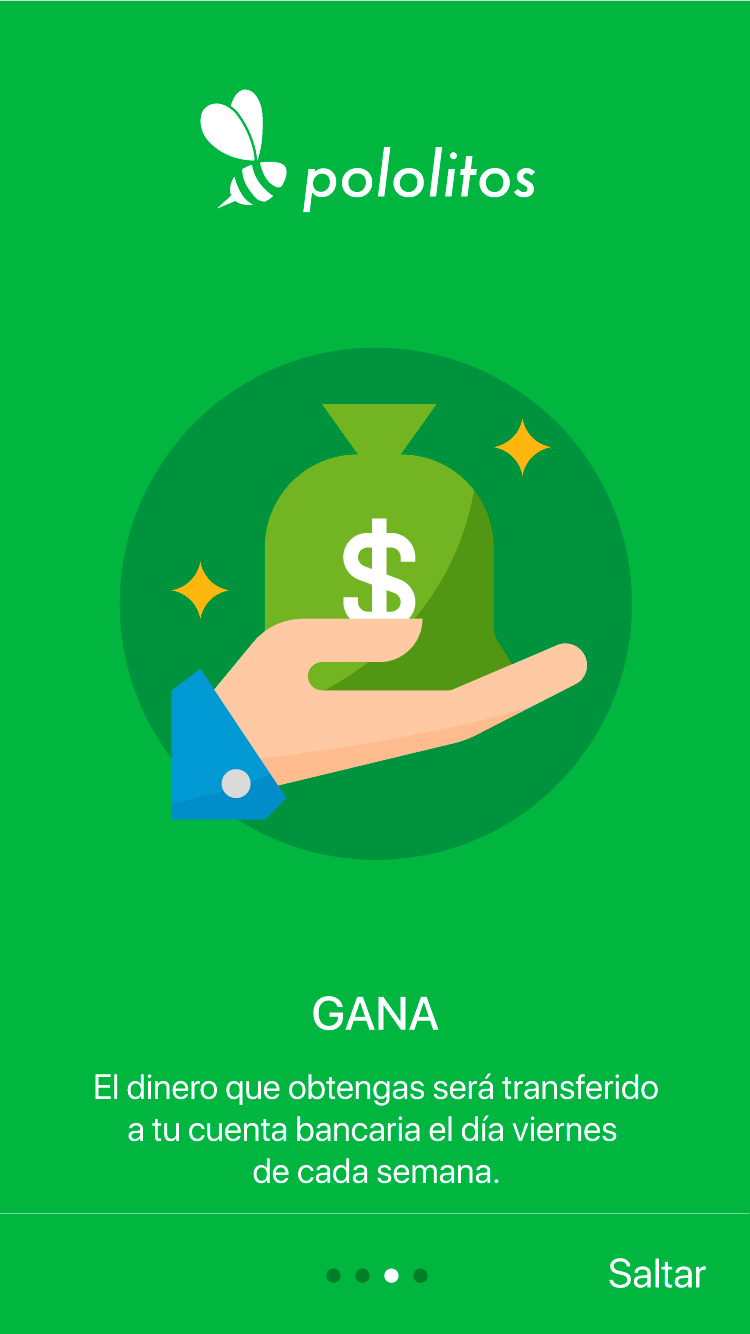 pololitos
$
GANA
El dinero que obtengas será transferido
a tu cuenta bancaria el día viernes
de cada semana.
Saltar